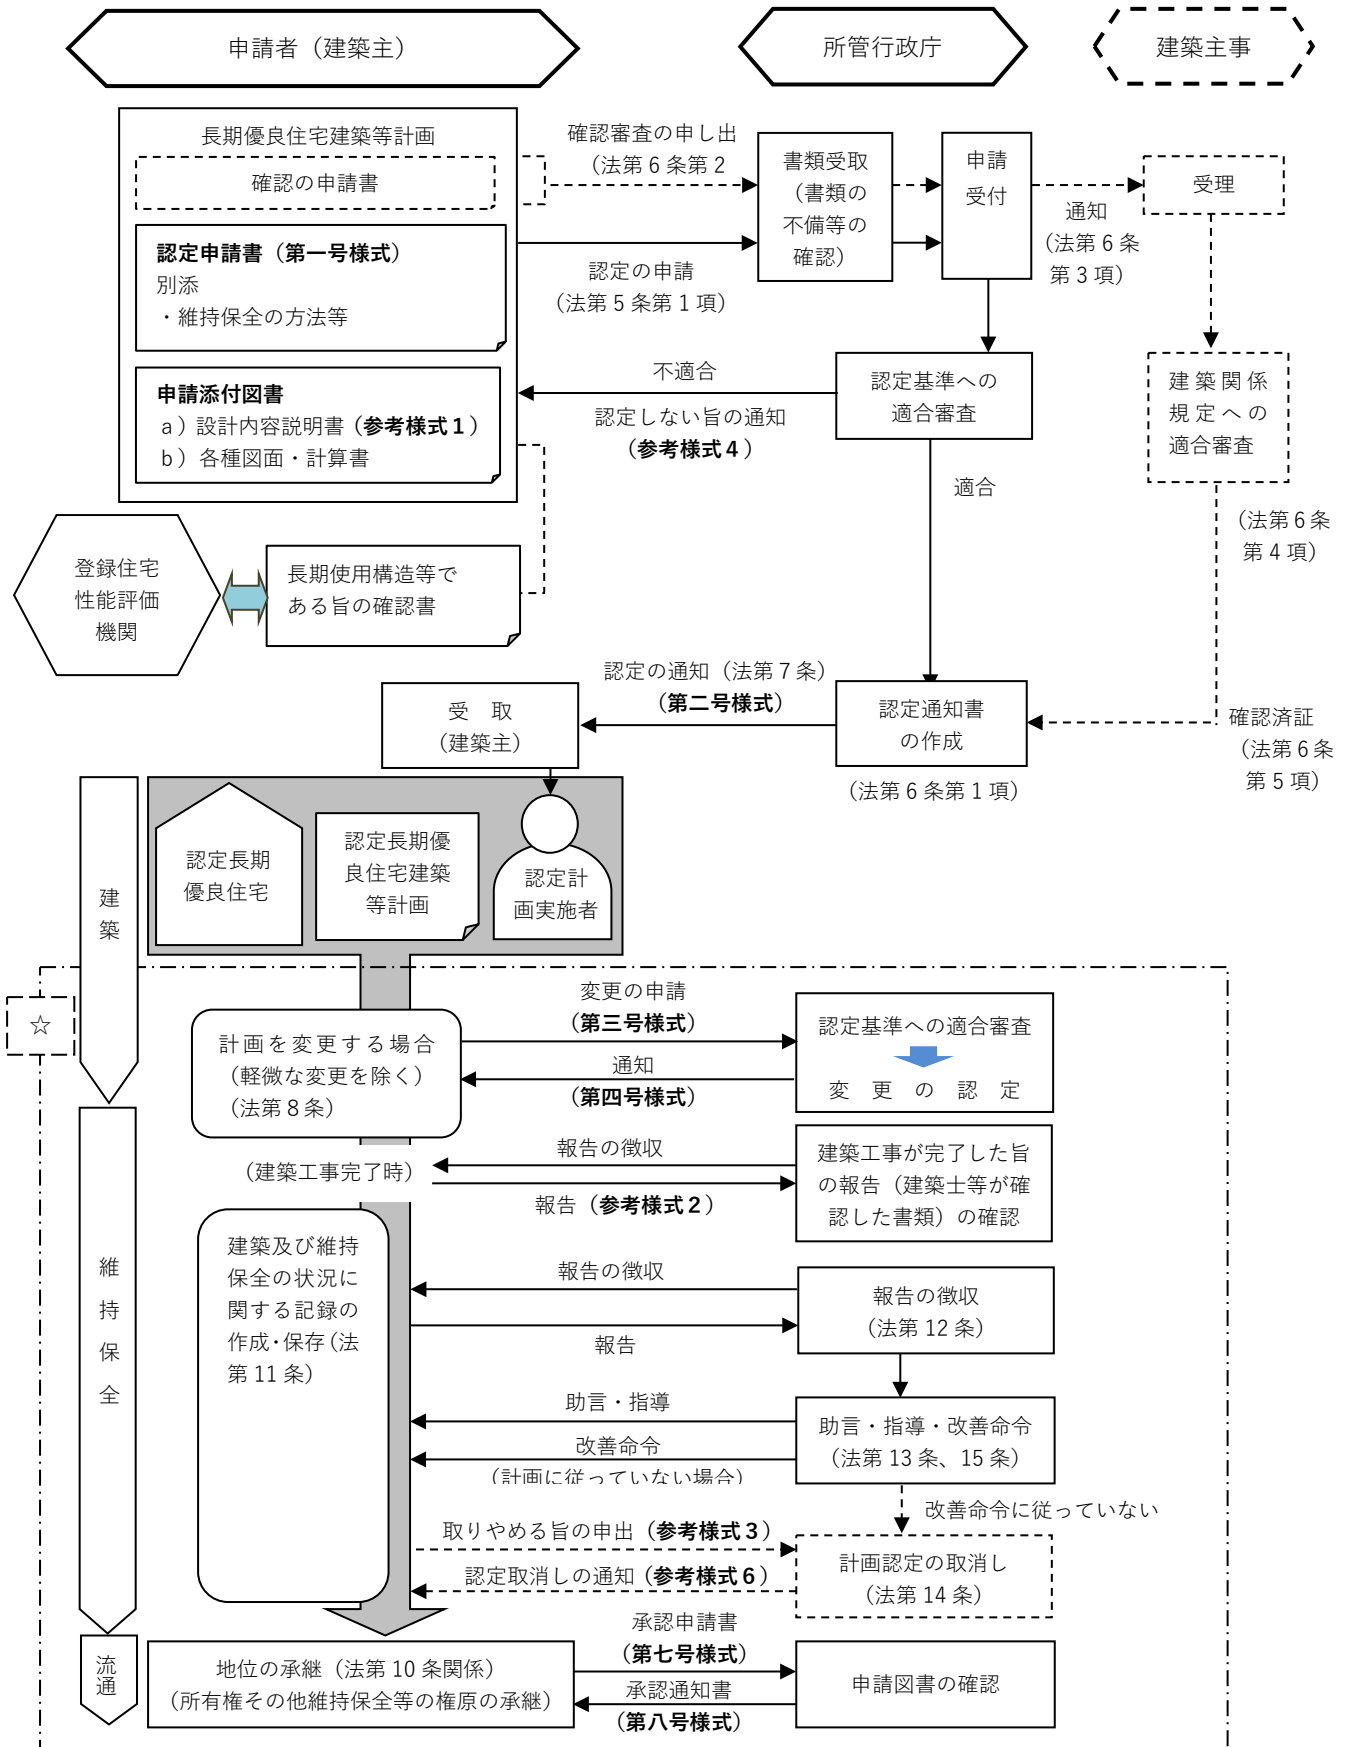 申請者（建築主）
所管行政庁
建築主事
長期優良住宅建築等計画
確認の申請書
認定申請書（第一号様式）
別添
・維持保全の方法等
申請添付図書
a）設計内容説明書（参考様式１）
b）各種図面・計算書
確認審査の申し出
（法第６条第２
認定の申請
（法第５条第１項）
書類受取
（書類の
不備等の
確認）
申請
受付
通知
（法第６条
第３項）
受理
不適合
認定しない旨の通知
（参考様式４）
認定基準への
適合審査
建築関係
規定への
適合審査
適合
（法第６条
第４項）
登録住宅
性能評価
機関
長期使用構造等で
ある旨の確認書
認定の通知（法第７条）
（第二号様式）
受　取
（建築主）
認定通知書
の作成
（法第６条第１項）
確認済証
（法第６条
第５項）
建築
認定長期
優良住宅
認定長期優
良住宅建築
等計画
認定計
画実施者
☆
計画を変更する場合
（軽微な変更を除く）
（法第８条）
変更の申請
（第三号様式）
通知
（第四号様式）
認定基準への適合審査
変　更　の　認　定
（建築工事完了時）
報告の徴収
報告（参考様式２）
建築工事が完了した旨
の報告（建築士等が確
認した書類）の確認
維持保全
建築及び維持
保全の状況に
関する記録の
作成・保存（法
第 11 条）
報告の徴収
報告
報告の徴収
（法第 12 条）
助言・指導
改善命令
（計画に従っていない場合）
助言・指導・改善命令
（法第 13 条、15 条）
改善命令に従っていない
取りやめる旨の申出（参考様式３）
認定取消しの通知（参考様式６）
計画認定の取消し
（法第 14 条）
流通
地位の承継（法第 10 条関係）
（所有権その他維持保全等の権原の承継）
承認申請書
（第七号様式）
承認通知書
（第八号様式）
申請図書の確認